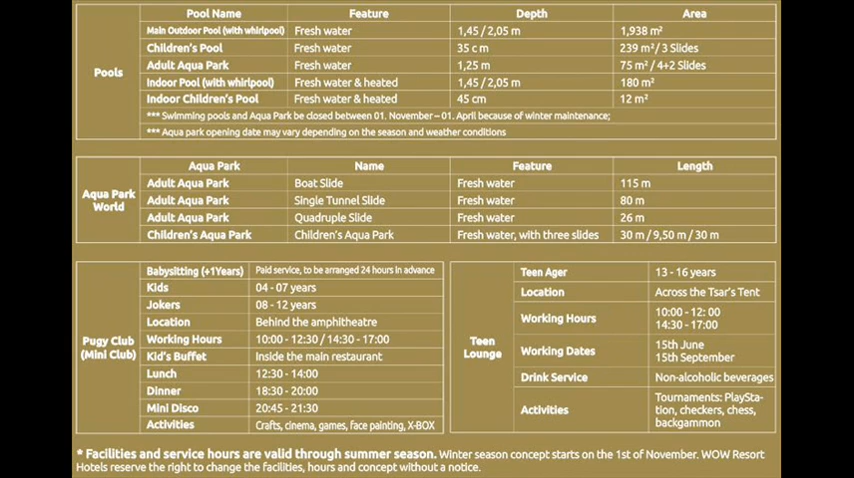 Pools
Pool Name Feature Depth Area
Main Outdoor Pool (with whirlpool) Fresh water 1,45 / 2,05 m 1,938 m²
Children's Pool Fresh water 35 c m 239 m²/ 3 Slides
Adult Aqua Park Fresh water 1,25 m 75 m² / 4+2 Slides
Indoor Pool (with whirlpool) Fresh water & heated 1,45 / 2,05 m 180 m²
Indoor Children's Pool Fresh water & heated 45 cm 12 m²
*** Swimming pools and Aqua Park be closed between 01. November – 01. April because of winter maintenance;
*** Aqua park opening date may vary depending on the season and weather conditions
Aqua Park
World
Aqua Park Name Feature Length
Adult Aqua Park Boat Slide Fresh water 115 m
Adult Aqua Park Single Tunnel Slide Fresh water 80 m
Adult Aqua Park Quadruple Slide Fresh water 26 m
Children's Aqua Park Children's Aqua Park Fresh water, with three slides 30 m / 9,50 m / 30 m
Pugy Club
(Mini Club)
Babysitting (+1Years) Paid service, to be arranged 24 hours in advance
Kids 04 - 07 years
Jokers 08 - 12 years
Location Behind the amphitheatre
Working Hours 10:00 - 12:30 / 14:30 - 17:00
Kid's Buffet Inside the main restaurant
Lunch 12:30 - 14:00
Dinner 18:30 - 20:00
Mini Disco 20:45 - 21:30
Activities Crafts, cinema, games, face painting, X-BOX
Teen
Lounge
Teen Ager 13 - 16 years
Location Across the Tsar's Tent
Working Hours 10:00 - 12: 00
14:30 - 17:00
Working Dates 15th June
15th September
Drink Service Non-alcoholic beverages
Activities Tournaments: PlaySta-
tion, checkers, chess,
backgammon
* Facilities and service hours are valid through summer season. Winter season concept starts on the 1st of November. WOW Resort
Hotels reserve the right to change the facilities, hours and concept without a notice.